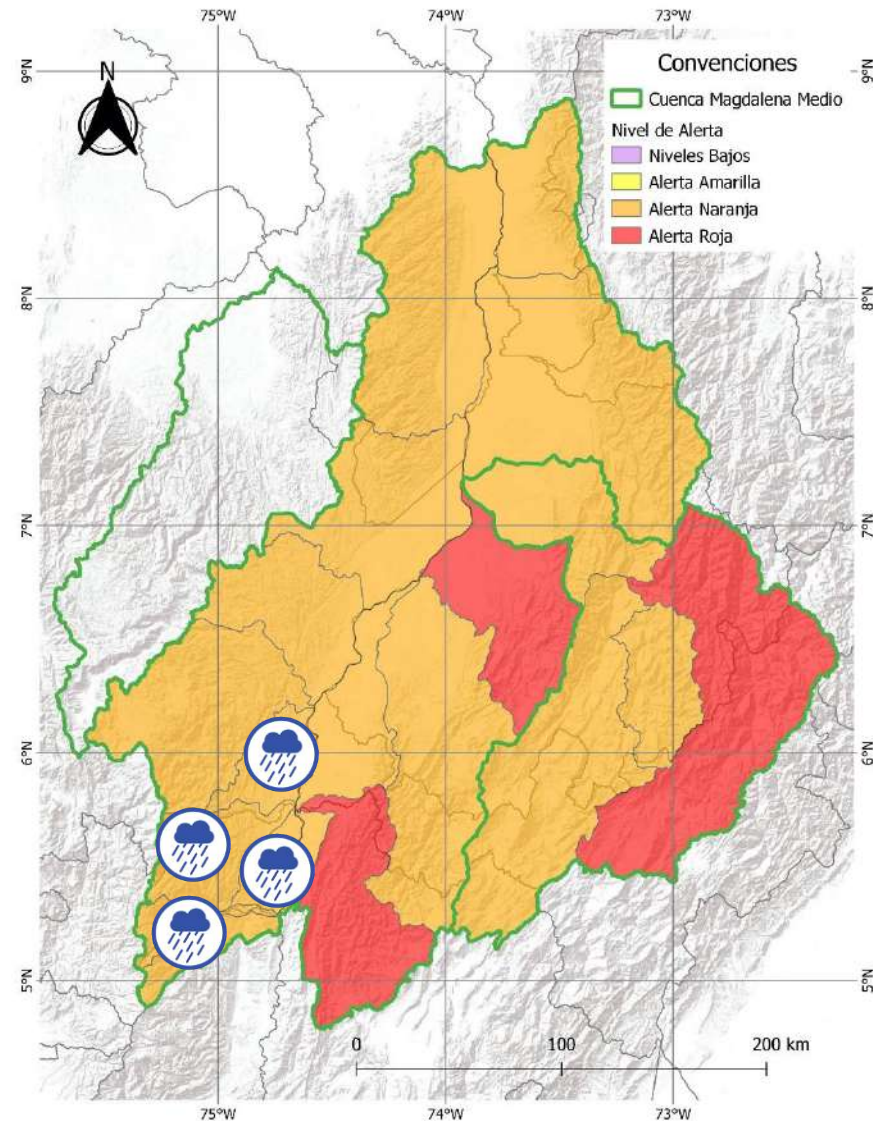 75°W 74°W 73°W
N
Convenciones
Cuenca Magdalena Medio
Nivel de Alerta
Niveles Bajos
Alerta Amarilla
Alerta Naranja
Alerta Roja
9°N 9°N
8°N 8°N
7°N 7°N
6°N 6°N
5°N 5°N
0 100 200 km
75°W 74°W 73°W